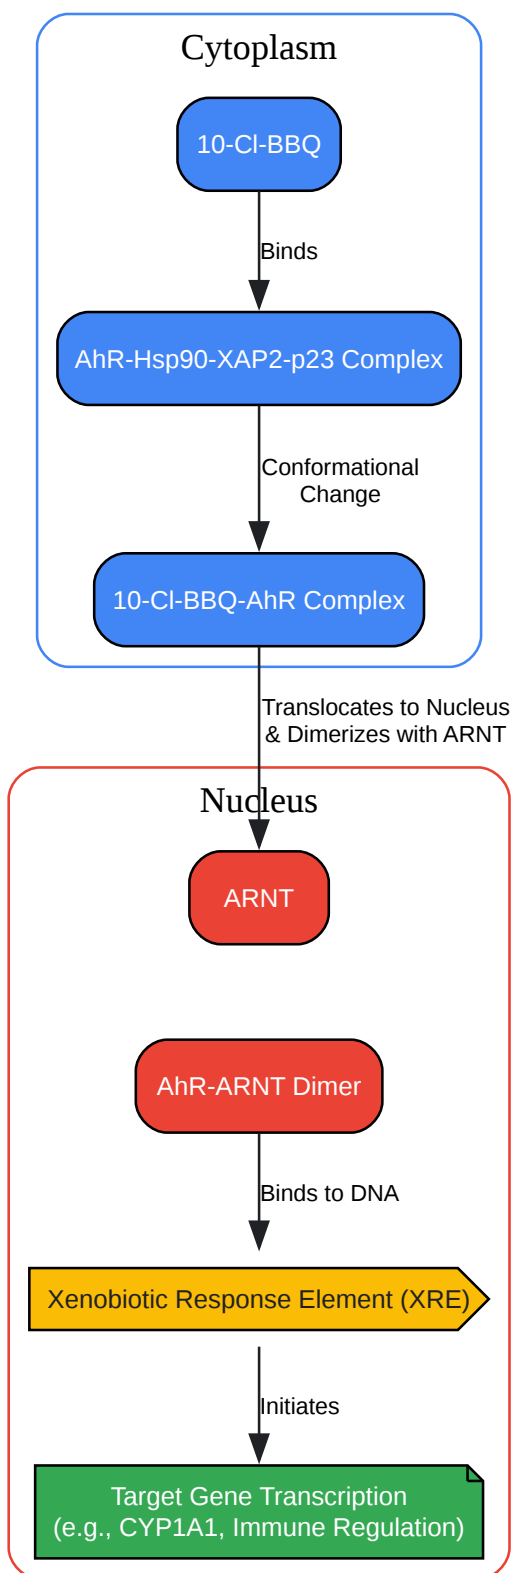 Cytoplasm
10-Cl-BBQ
Binds
AhR-Hsp90-XAP2-p23 Complex
Conformational
Change
10-Cl-BBQ-AhR Complex
Translocates to Nucleus
& Dimerizes with ARNT
Nucleus
ARNT
AhR-ARNT Dimer
Binds to DNA
Xenobiotic Response Element (XRE)
Initiates
Target Gene Transcription
(e.g., CYP1A1, Immune Regulation)